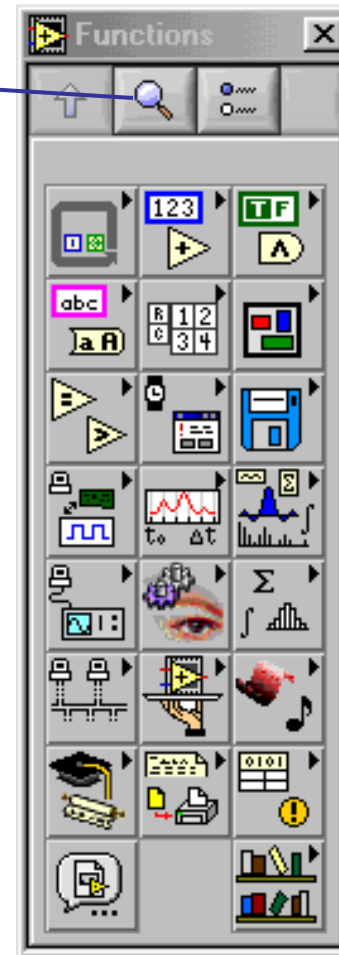 Functions
123
TF
abc
R 1 2
C 3 4
a A
t₀ Δt
Σ
Σ
∫
0101